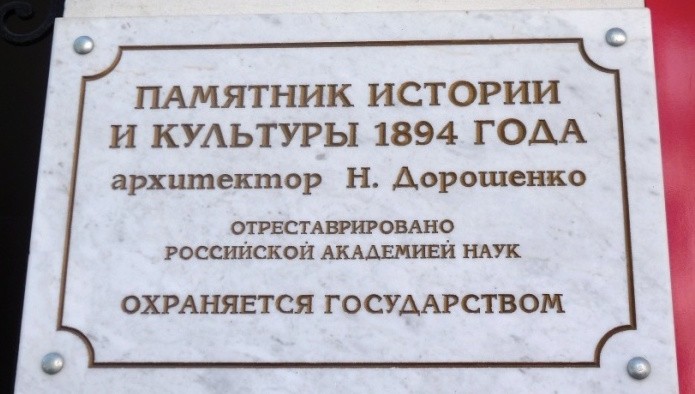 ПАМЯТНИК ИСТОРИИ
И КУЛЬТУРЫ 1894 ГОДА
архитектор Н. Дорошенко
ОТРЕСТАВРИРОВАНО
РОССИЙСКОЙ АКАДЕМИЕЙ НАУК
ОХРАНЯЕТСЯ ГОСУДАРСТВОМ